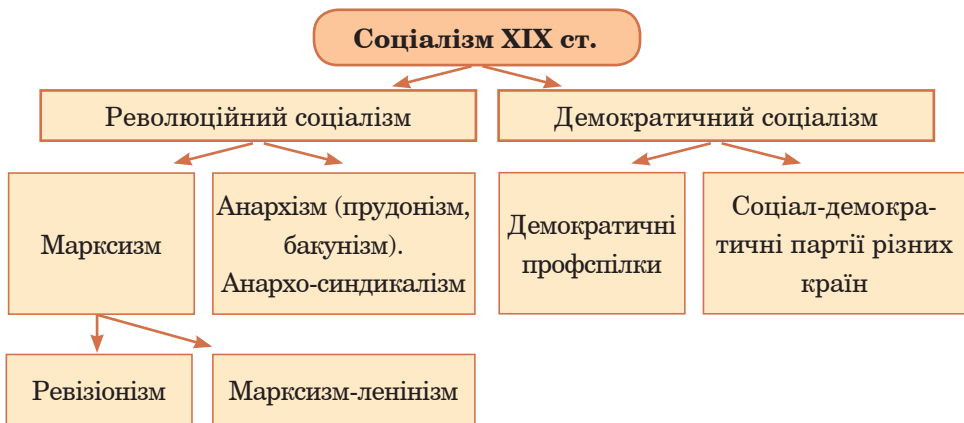 Соціалізм XIX ст.
Революційний соціалізм
Демократичний соціалізм
Марксизм
Анархізм (прудонізм,
бакунізм).
Анархо-синдикалізм
Демократичні
профспілки
Соціал-демокра-
тичні партії різних
країн
Ревізіонізм
Марксизм-ленінізм